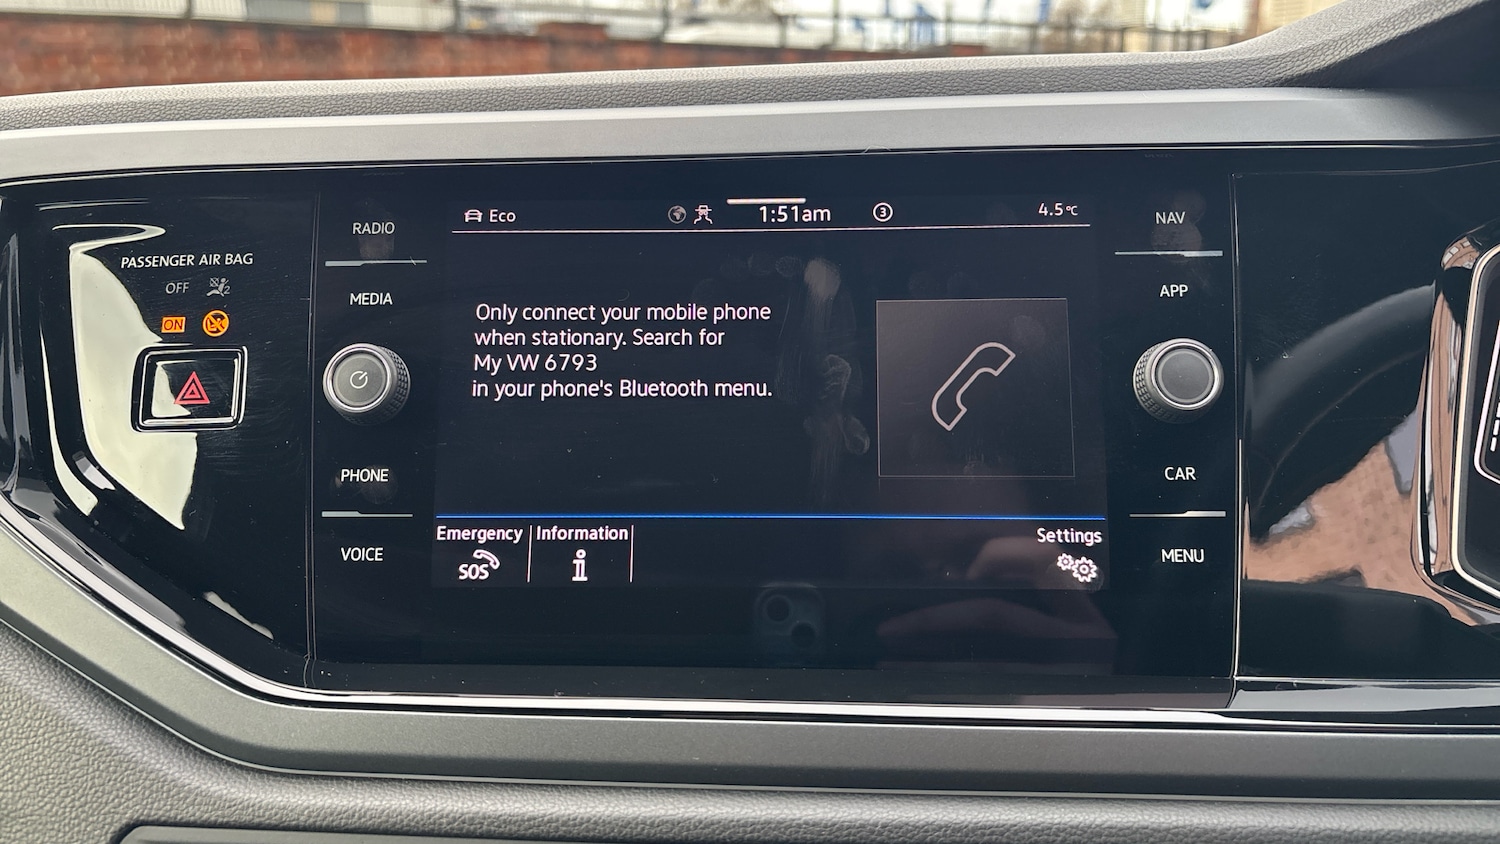 PASSENGER AIR BAG
OFF 2
ON
RADIO
MEDIA
PHONE
VOICE
Eco
1:51am
3
4.5°C
Only connect your mobile phone
when stationary. Search for
My VW 6793
in your phone's Bluetooth menu.
Emergency
SOS
Information
i
Settings
NAV
APP
CAR
MENU